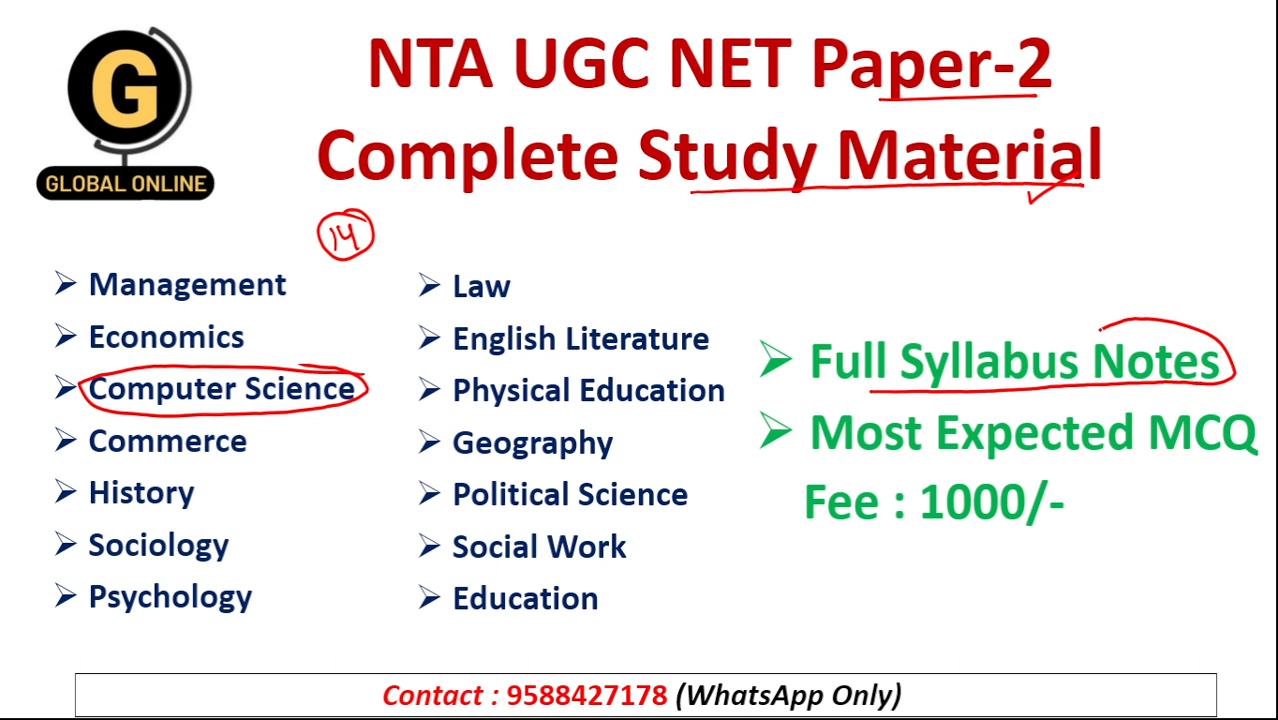 G
GLOBAL ONLINE
NTA UGC NET Paper-2
Complete Study Material
14
➢ Management
➢ Economics
➢ Computer Science
➢ Commerce
➢ History
➢ Sociology
➢ Psychology
➢ Law
➢ English Literature
➢ Physical Education
➢ Geography
➢ Political Science
➢ Social Work
➢ Education
➢ Full Syllabus Notes
➢ Most Expected MCQ
Fee : 1000/-
Contact : 9588427178 (WhatsApp Only)